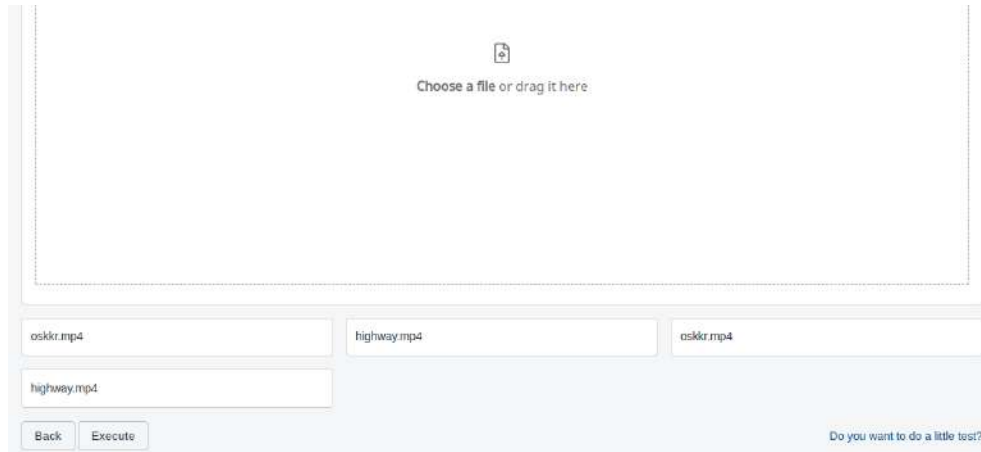 Choose a file or drag it here
oskkr.mp4
highway.mp4
oskkr.mp4
highway.mp4
Back
Execute
Do you want to do a little test?